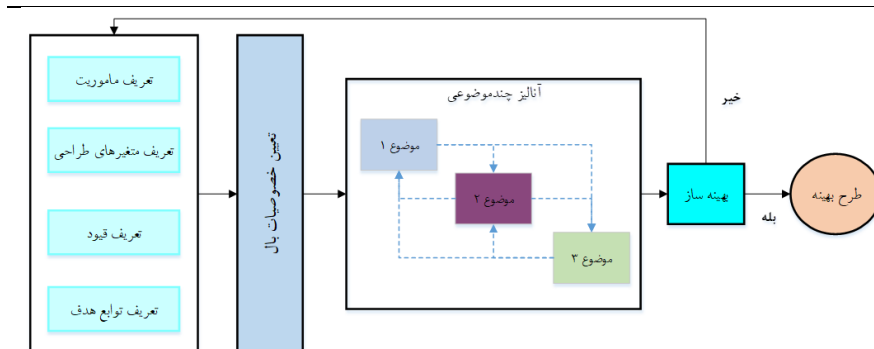 تعریف ماموریت
تعریف متغیرهای طراحی
تعریف قیود
تعریف توابع هدف
تعیین خصوصیات بال
آنالیز چندموضوعی
موضوع ۱
موضوع ۲
موضوع ۳
خیر
بهینه ساز
بله
طرح بهینه